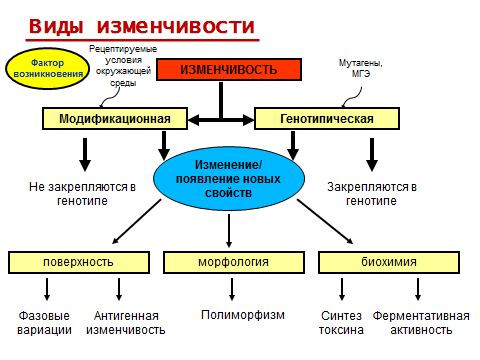 Виды изменчивости
Фактор
возникновения
Рецептируемые
условия
окружающей
среды
ИЗМЕНЧИВОСТЬ
Мутагены,
МГЭ
Модификационная
Генотипическая
Не закрепляются в
генотипе
Изменение/
появление новых
свойств
Закрепляются в
генотипе
поверхность
морфология
биохимия
Фазовые
вариации
Антигенная
изменчивость
Полиморфизм
Синтез
токсина
Ферментативная
активность